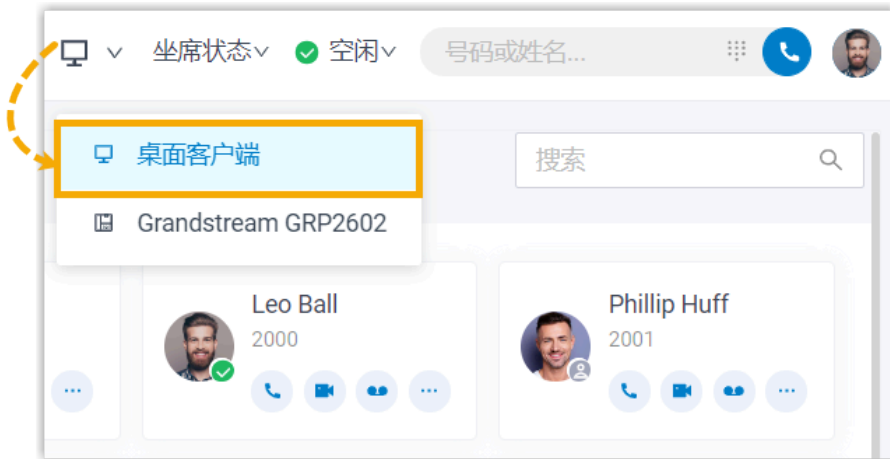 坐席状态 空闲 号码或姓名...
桌面客户端
搜索
Grandstream GRP2602
Leo Ball
2000
Phillip Huff
2001